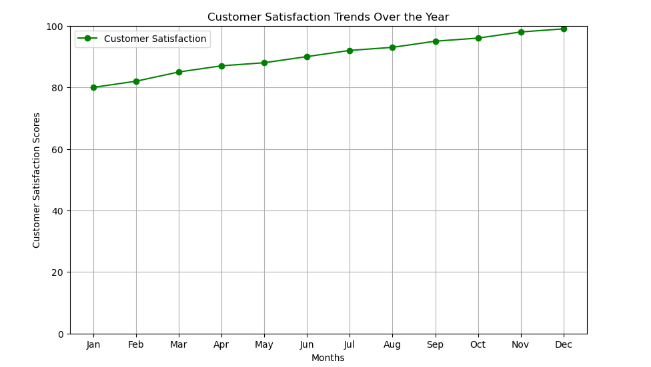 Customer Satisfaction Trends Over the Year
Customer Satisfaction
100
80
60
40
20
0
Customer Satisfaction Scores
Jan Feb Mar Apr May Jun Jul Aug Sep Oct Nov Dec
Months